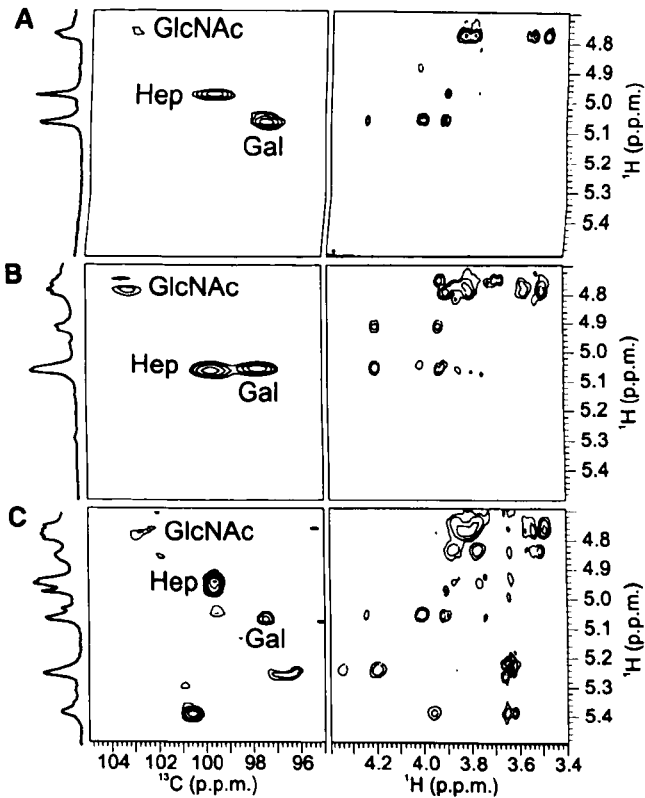 A
GlcNAc
Hep
Gal
4.8
4.9
5.0
5.1
5.2
5.3
5.4
¹H (p.p.m.)
B
GlcNAc
Hep
Gal
4.8
4.9
5.0
5.1
5.2
5.3
5.4
¹H (p.p.m.)
C
GlcNAc
Hep
Gal
4.8
4.9
5.0
5.1
5.2
5.3
5.4
¹H (p.p.m.)
104 102 100 98 96
¹³C (p.p.m.)
4.2 4.0 3.8 3.6 3.4
¹H (p.p.m.)